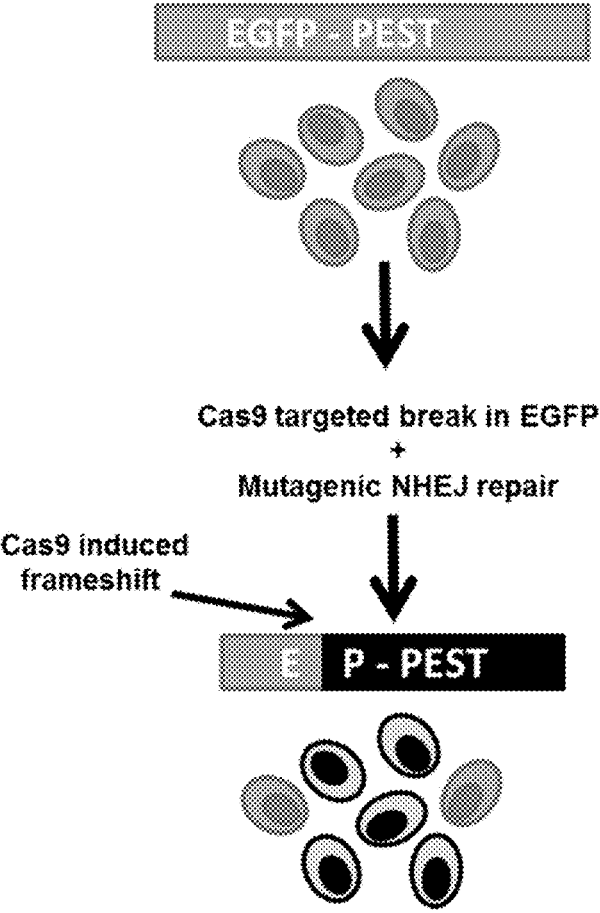 EGFP - PEST
Cas9 targeted break in EGFP
+
Mutagenic NHEJ repair
Cas9 induced
frameshift
E P - PEST